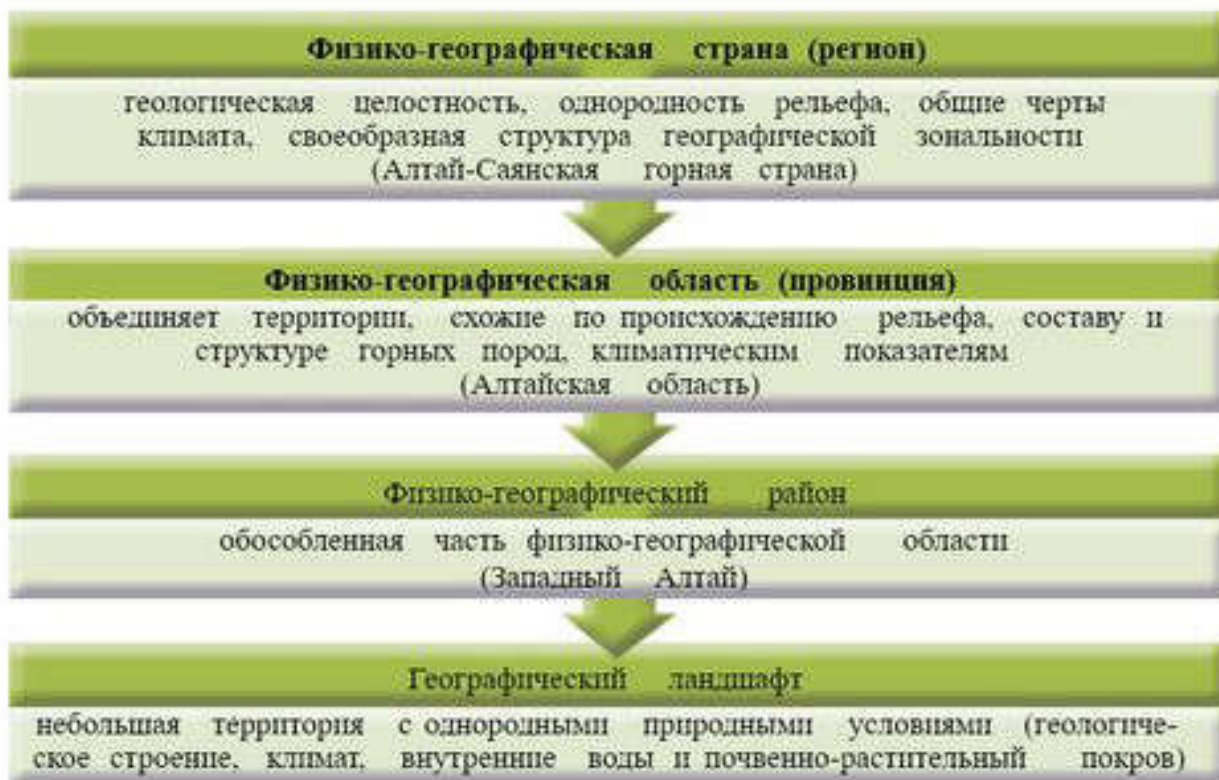 Физико-географическая страна (регион)
геологическая целостность, однородность рельефа, общие черты
климата, своеобразная структура географической зональности
(Алтай-Саянская горная страна)
Физико-географическая область (провинция)
объединяет территории, схожие по происхождению рельефа, составу и
структуре горных пород, климатическим показателям
(Алтайская область)
Физико-географический район
обособленная часть физико-географической области
(Западный Алтай)
Географический ландшафт
небольшая территория с однородными природными условиями (геологиче-
ское строение, климат, внутренние воды и почвенно-растительный покров)